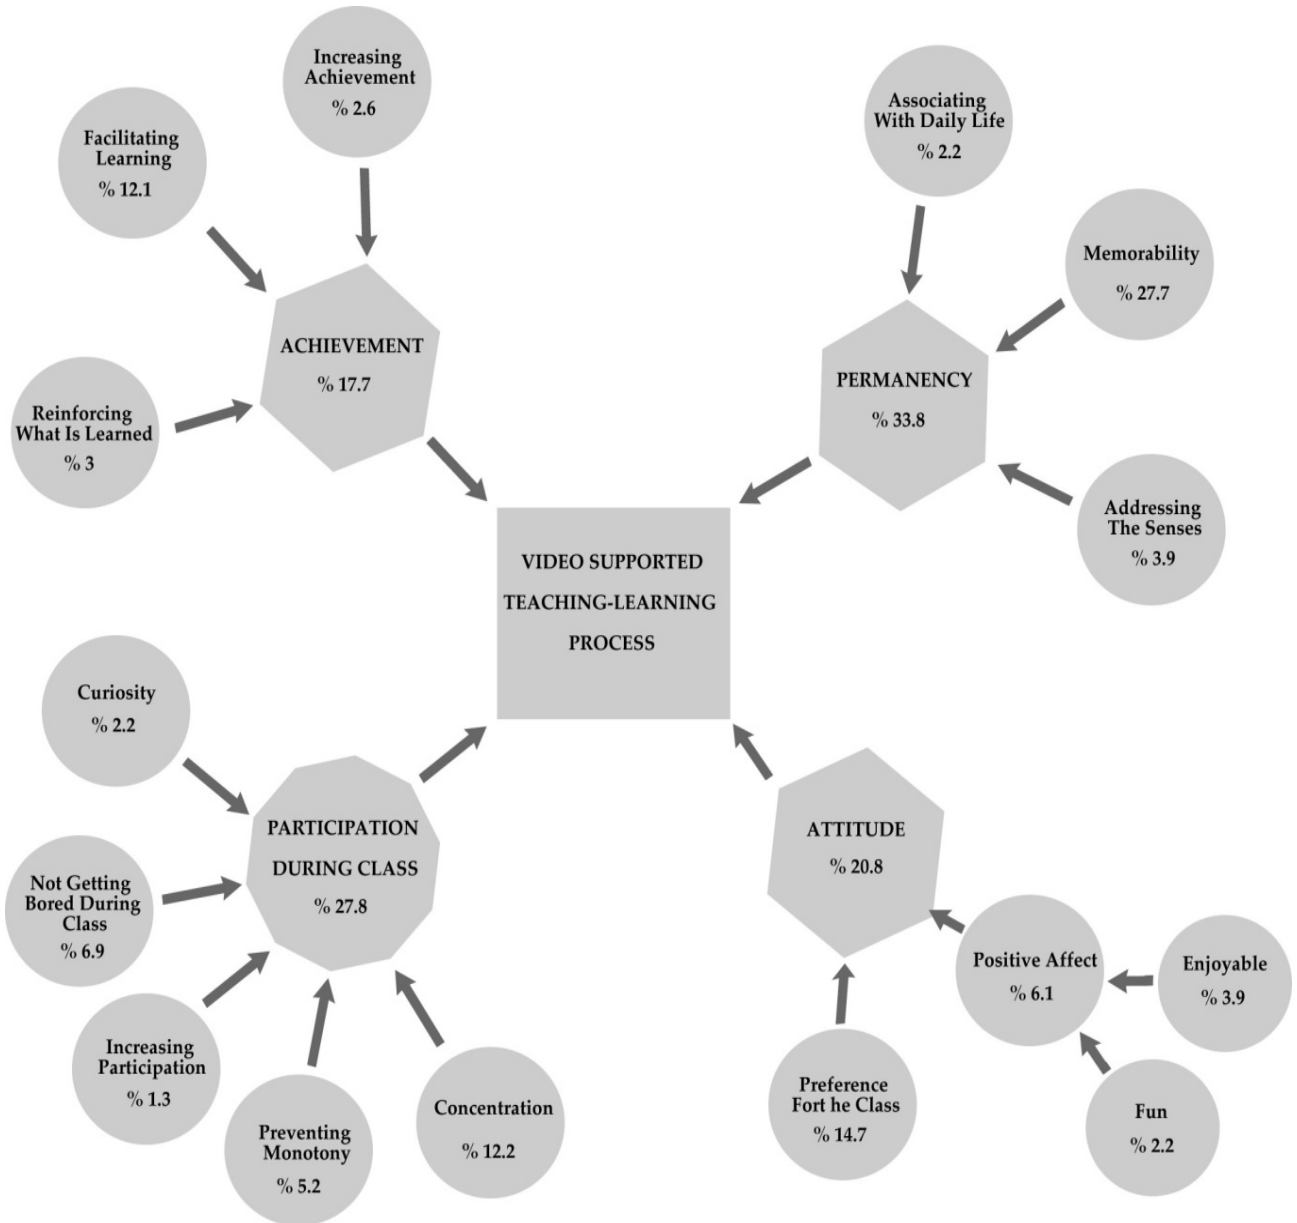 Increasing
Achievement
% 2.6
Facilitating
Learning
% 12.1
Reinforcing
What Is Learned
% 3
ACHIEVEMENT
% 17.7
Associating
With Daily Life
% 2.2
Memorability
% 27.7
PERMANENCY
% 33.8
Addressing
The Senses
% 3.9
VIDEO SUPPORTED
TEACHING-LEARNING
PROCESS
Curiosity
% 2.2
PARTICIPATION
DURING CLASS
% 27.8
Not Getting
Bored During
Class
% 6.9
Increasing
Participation
% 1.3
Preventing
Monotony
% 5.2
Concentration
% 12.2
ATTITUDE
% 20.8
Positive Affect
% 6.1
Enjoyable
% 3.9
Preference
Fort he Class
% 14.7
Fun
% 2.2